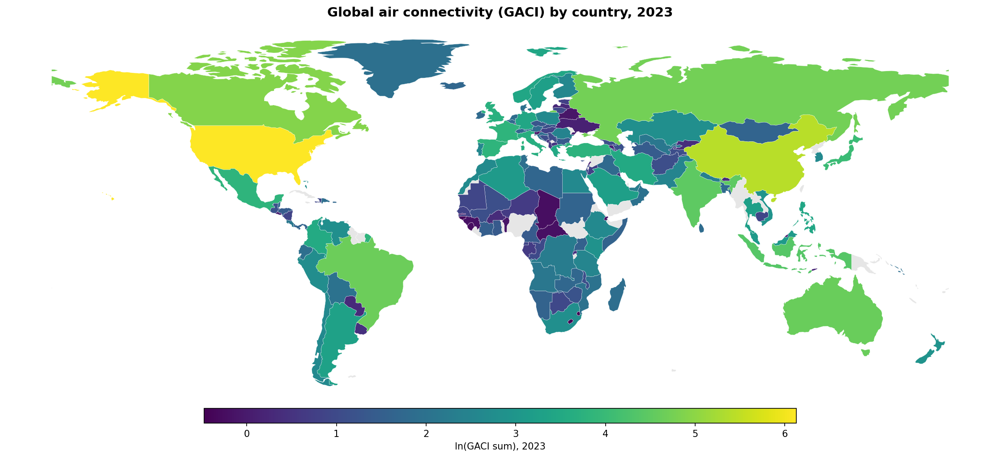 Global air connectivity (GACI) by country, 2023
0 1 2 3 4 5 6
ln(GACI sum), 2023